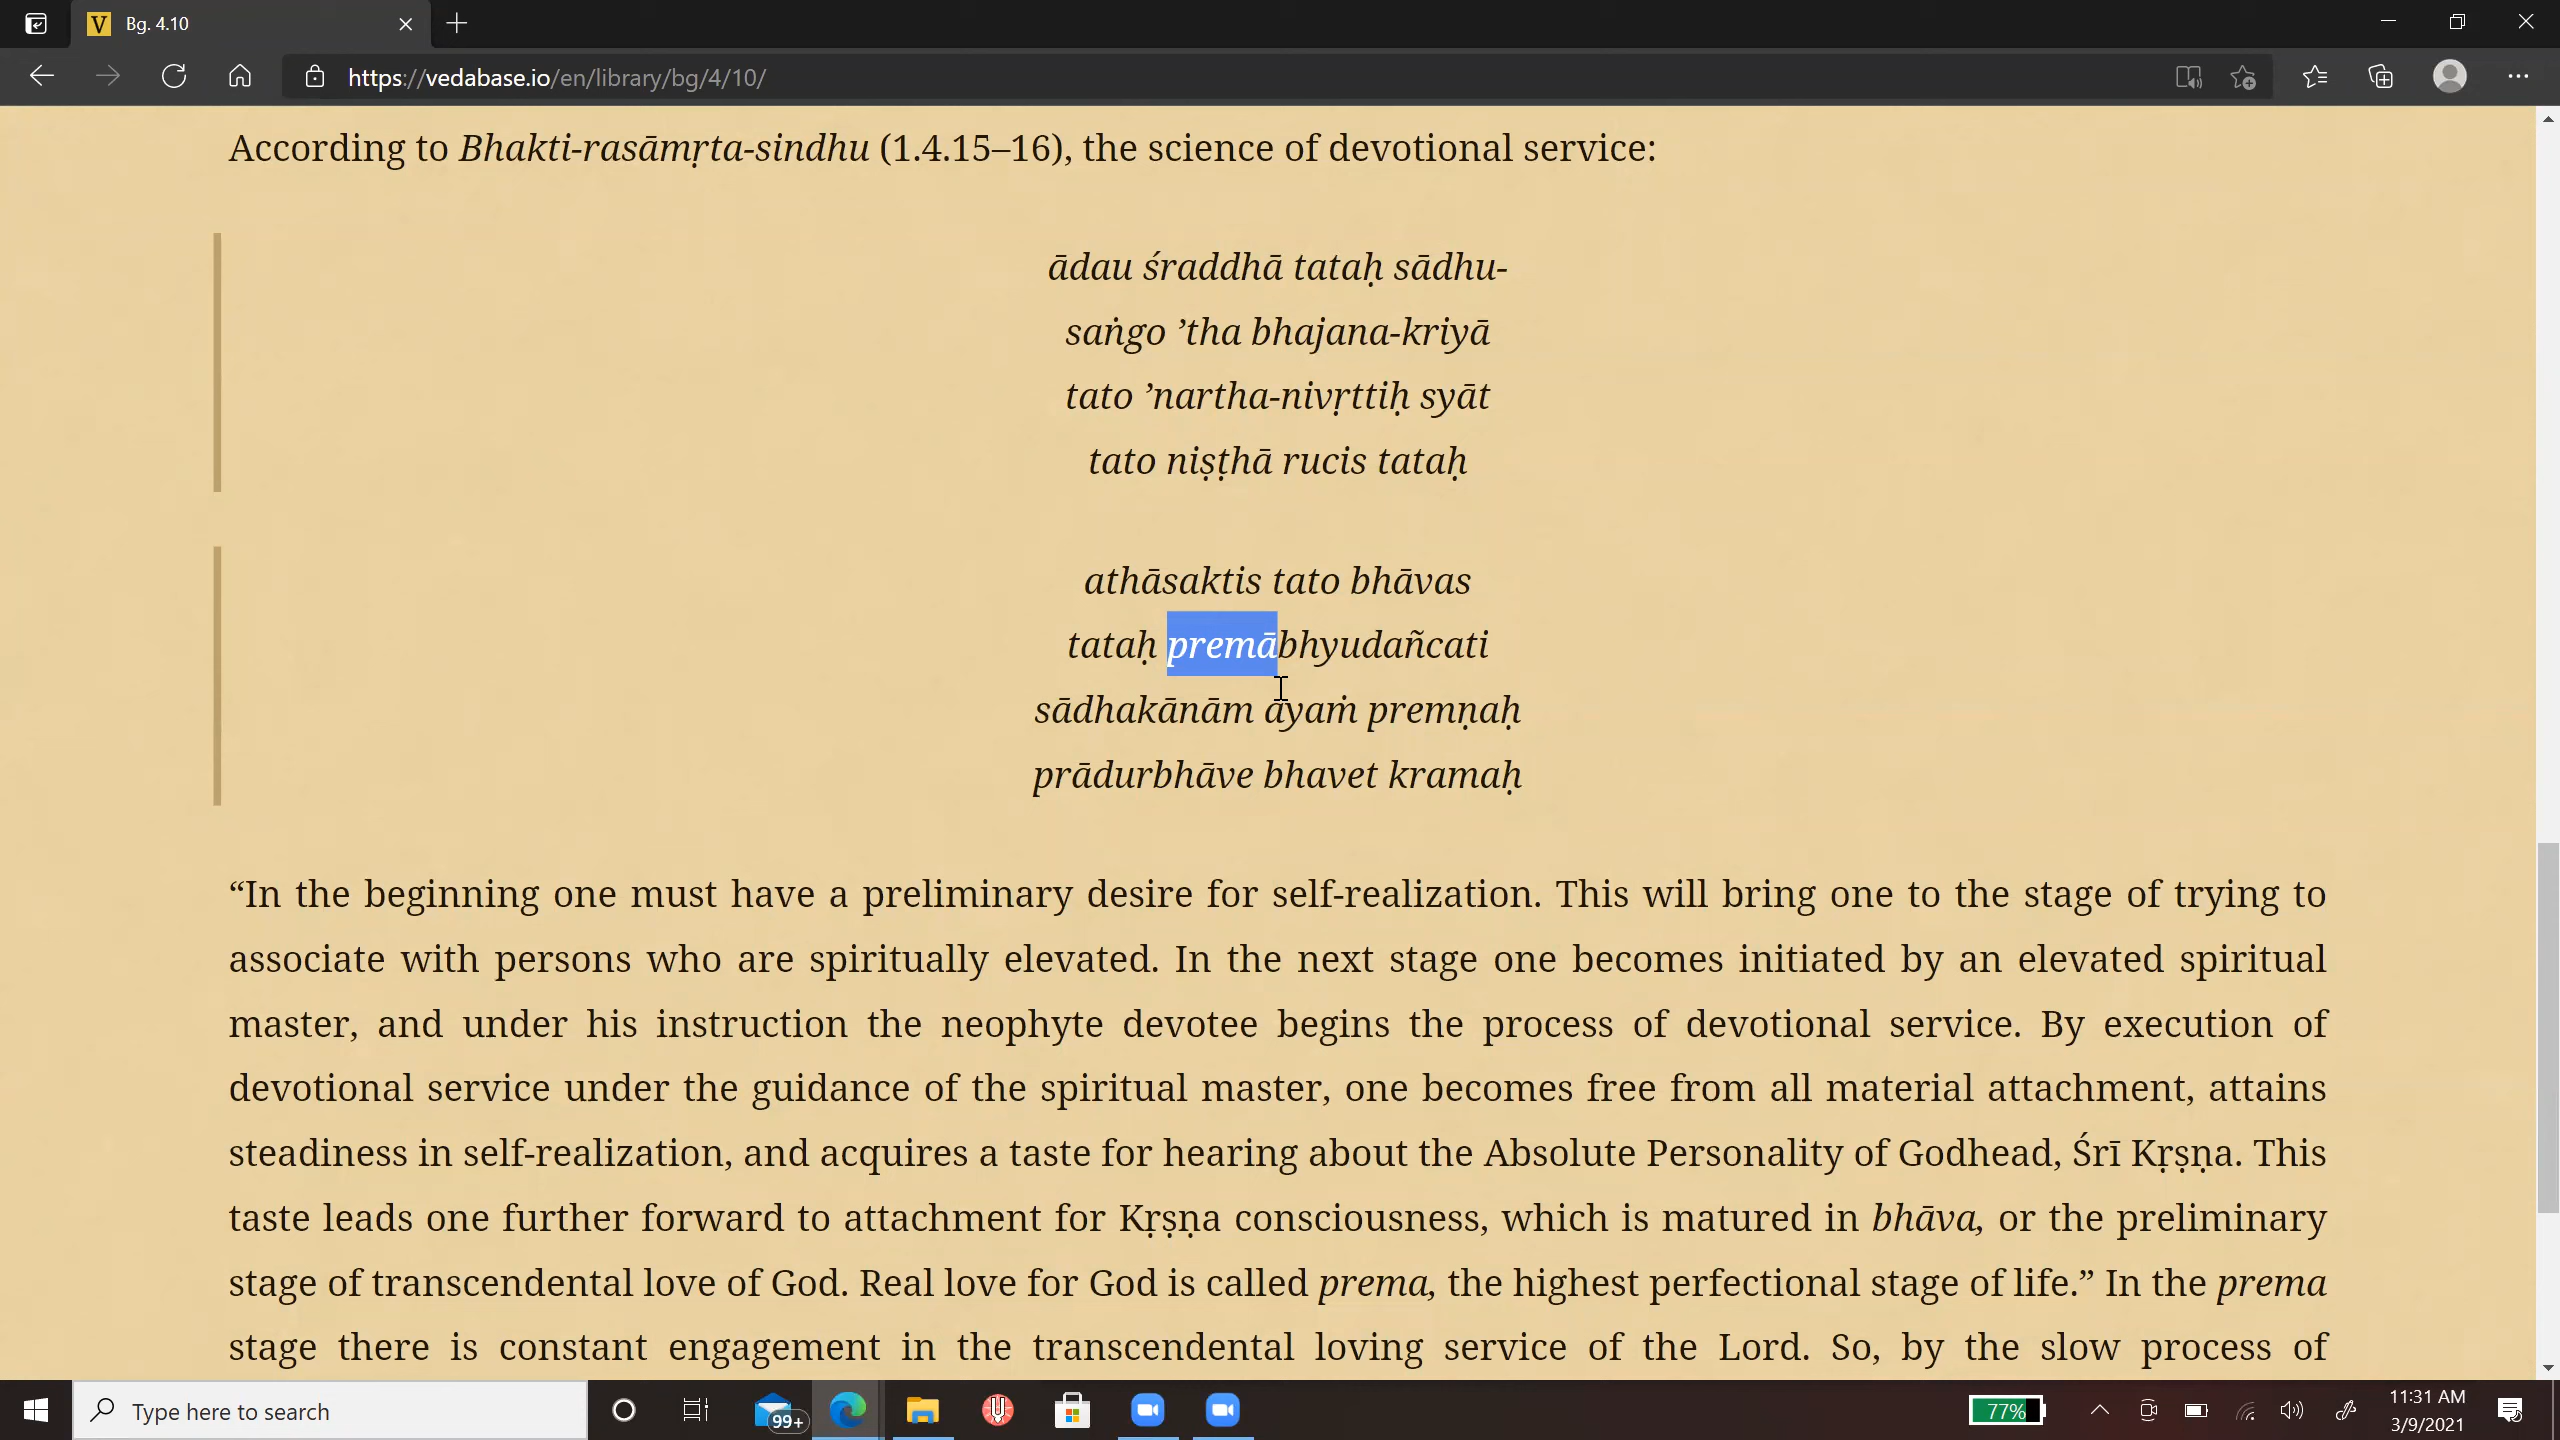 Bg. 4.10
https://vedabase.io/en/library/bg/4/10/
According to Bhakti-rasāmṛta-sindhu (1.4.15–16), the science of devotional service:
ādau śraddhā tataḥ sādhu-
saṅgo ’tha bhajana-kriyā
tato ’nartha-nivṛttiḥ syāt
tato niṣṭhā rucis tataḥ
athāsaktis tato bhāvas
tataḥ premābhyudañcati
sādhakānām ayaṁ premṇaḥ
prādurbhāve bhavet kramaḥ
“In the beginning one must have a preliminary desire for self-realization. This will bring one to the stage of trying to
associate with persons who are spiritually elevated. In the next stage one becomes initiated by an elevated spiritual
master, and under his instruction the neophyte devotee begins the process of devotional service. By execution of
devotional service under the guidance of the spiritual master, one becomes free from all material attachment, attains
steadiness in self-realization, and acquires a taste for hearing about the Absolute Personality of Godhead, Śrī Kṛṣṇa. This
taste leads one further forward to attachment for Kṛṣṇa consciousness, which is matured in bhāva, or the preliminary
stage of transcendental love of God. Real love for God is called prema, the highest perfectional stage of life.” In the prema
stage there is constant engagement in the transcendental loving service of the Lord. So, by the slow process of
Type here to search
99+
77%
11:31 AM
3/9/2021